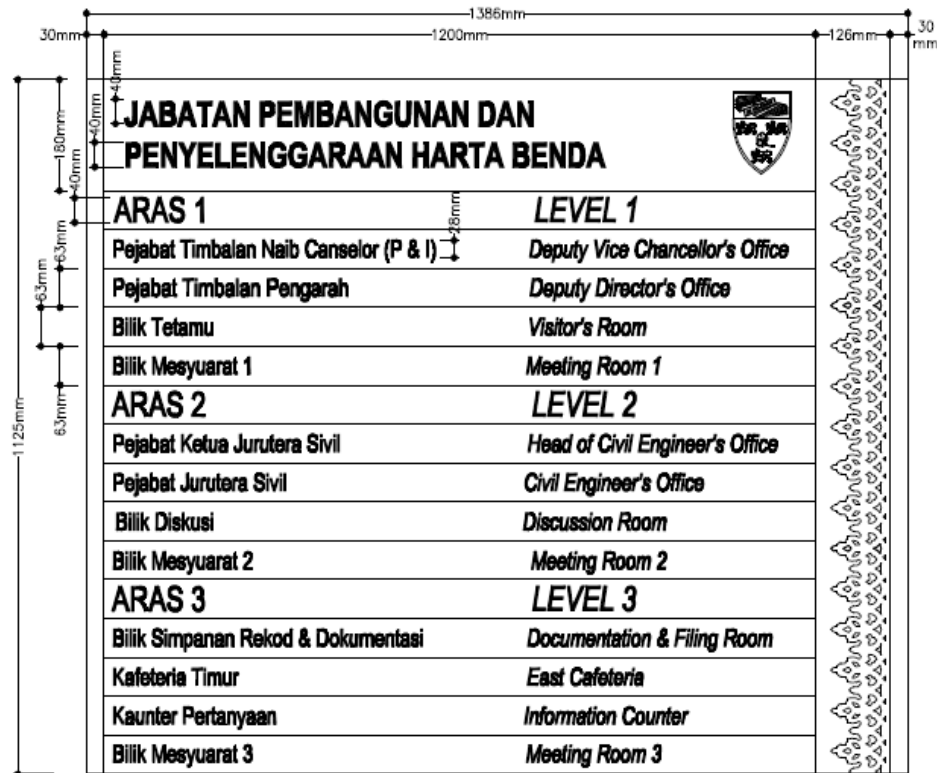 1386mm
30mm 1200mm 126mm 30 mm
40mm
JABATAN PEMBANGUNAN DAN
40mm
PENYELENGGARAAN HARTA BENDA
180mm
40mm
ARAS 1 LEVEL 1
28mm
Pejabat Timbalan Naib Canselor (P & I) Deputy Vice Chancellor's Office
63mm
Pejabat Timbalan Pengarah Deputy Director's Office
63mm
Bilik Tetamu Visitor's Room
Bilik Mesyuarat 1 Meeting Room 1
63mm
ARAS 2 LEVEL 2
1125mm
Pejabat Ketua Jurutera Sivil Head of Civil Engineer's Office
Pejabat Jurutera Sivil Civil Engineer's Office
Bilik Diskusi Discussion Room
Bilik Mesyuarat 2 Meeting Room 2
ARAS 3 LEVEL 3
Bilik Simpanan Rekod & Dokumentasi Documentation & Filing Room
Kafeteria Timur East Cafeteria
Kaunter Pertanyaan Information Counter
Bilik Mesyuarat 3 Meeting Room 3